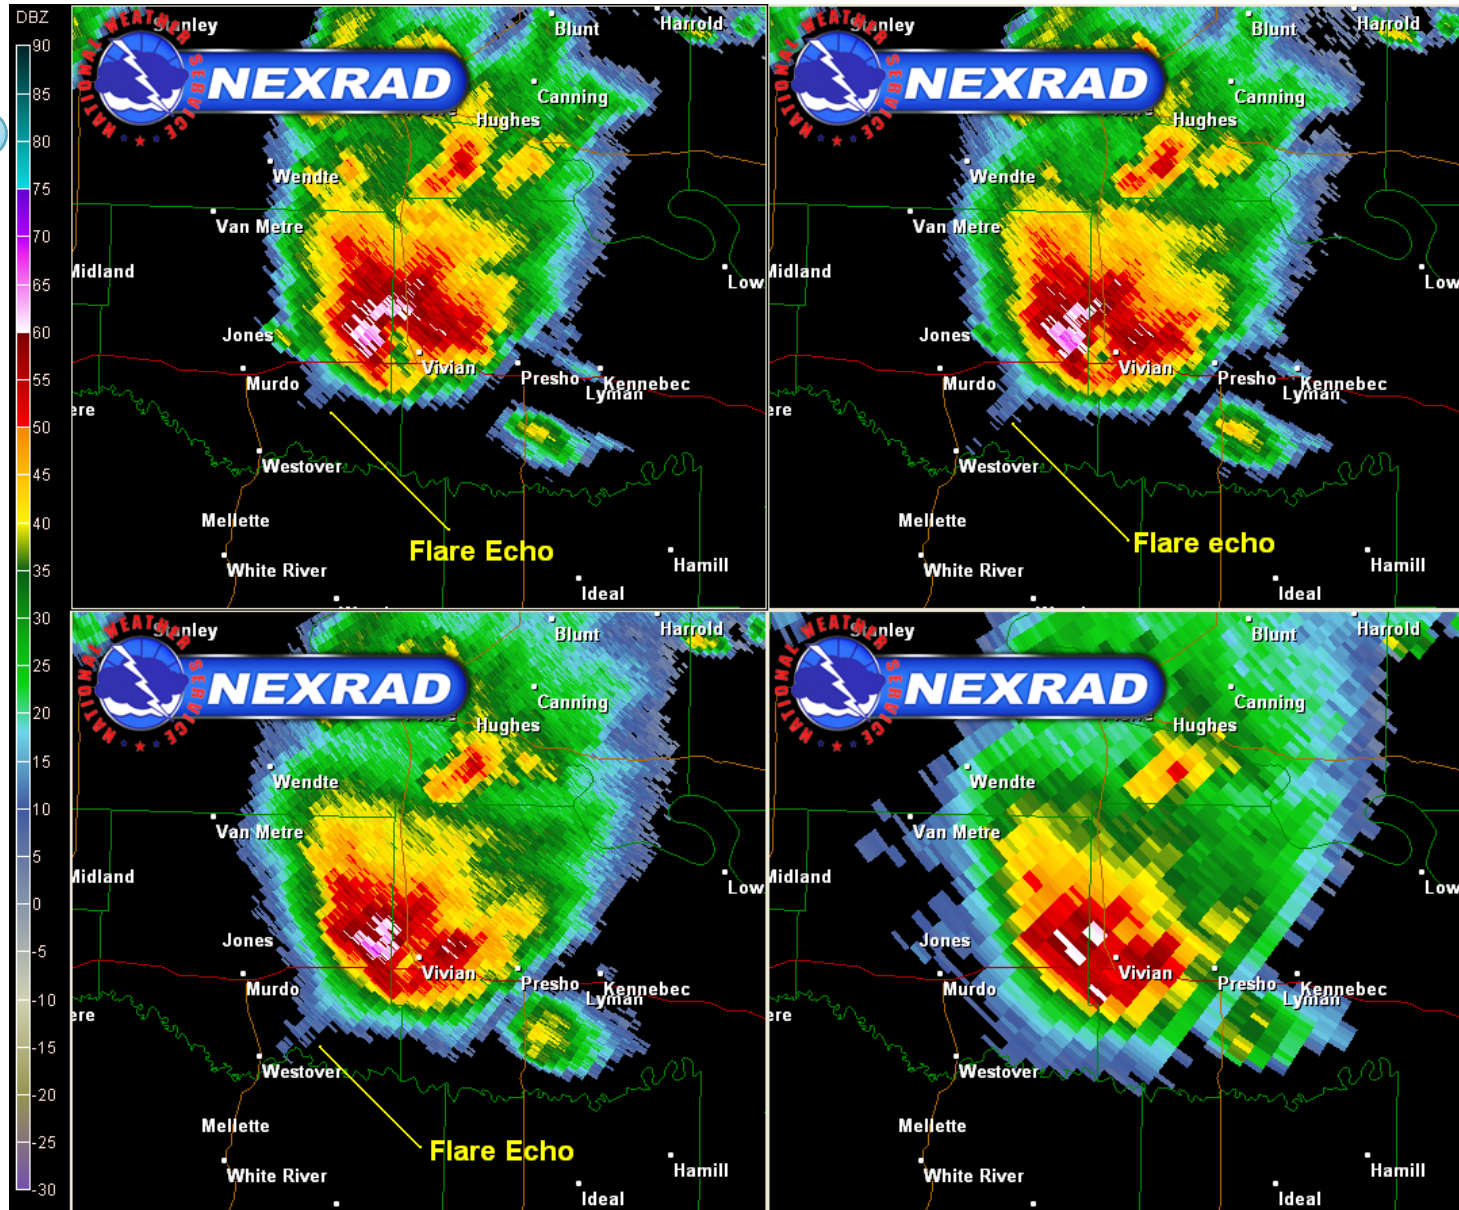 DBZ
90
85
80
75
70
65
60
55
50
45
40
35
30
25
20
15
10
5
0
-5
-10
-15
-20
-25
-30
NATIONAL WEATHER SERVICE
NEXRAD
Stanley
Blunt
Harrold
Canning
Hughes
Wendte
Van Metre
Midland
Low
Jones
Vivian
Murdo
Presho
Kennebec
Lyman
ere
Westover
Flare Echo
Mellette
White River
Hamill
Ideal
NATIONAL WEATHER SERVICE
NEXRAD
Stanley
Blunt
Harrold
Canning
Hughes
Wendte
Van Metre
Midland
Low
Jones
Vivian
Murdo
Presho
Kennebec
Lyman
ere
Westover
Flare echo
Mellette
White River
Hamill
Ideal
NATIONAL WEATHER SERVICE
NEXRAD
Stanley
Blunt
Harrold
Canning
Hughes
Wendte
Van Metre
Midland
Low
Jones
Vivian
Murdo
Presho
Kennebec
Lyman
ere
Westover
Flare Echo
Mellette
White River
Hamill
Ideal
NATIONAL WEATHER SERVICE
NEXRAD
Stanley
Blunt
Harrold
Canning
Hughes
Wendte
Van Metre
Midland
Low
Jones
Vivian
Murdo
Presho
Kennebec
Lyman
ere
Westover
Mellette
White River
Hamill
Ideal